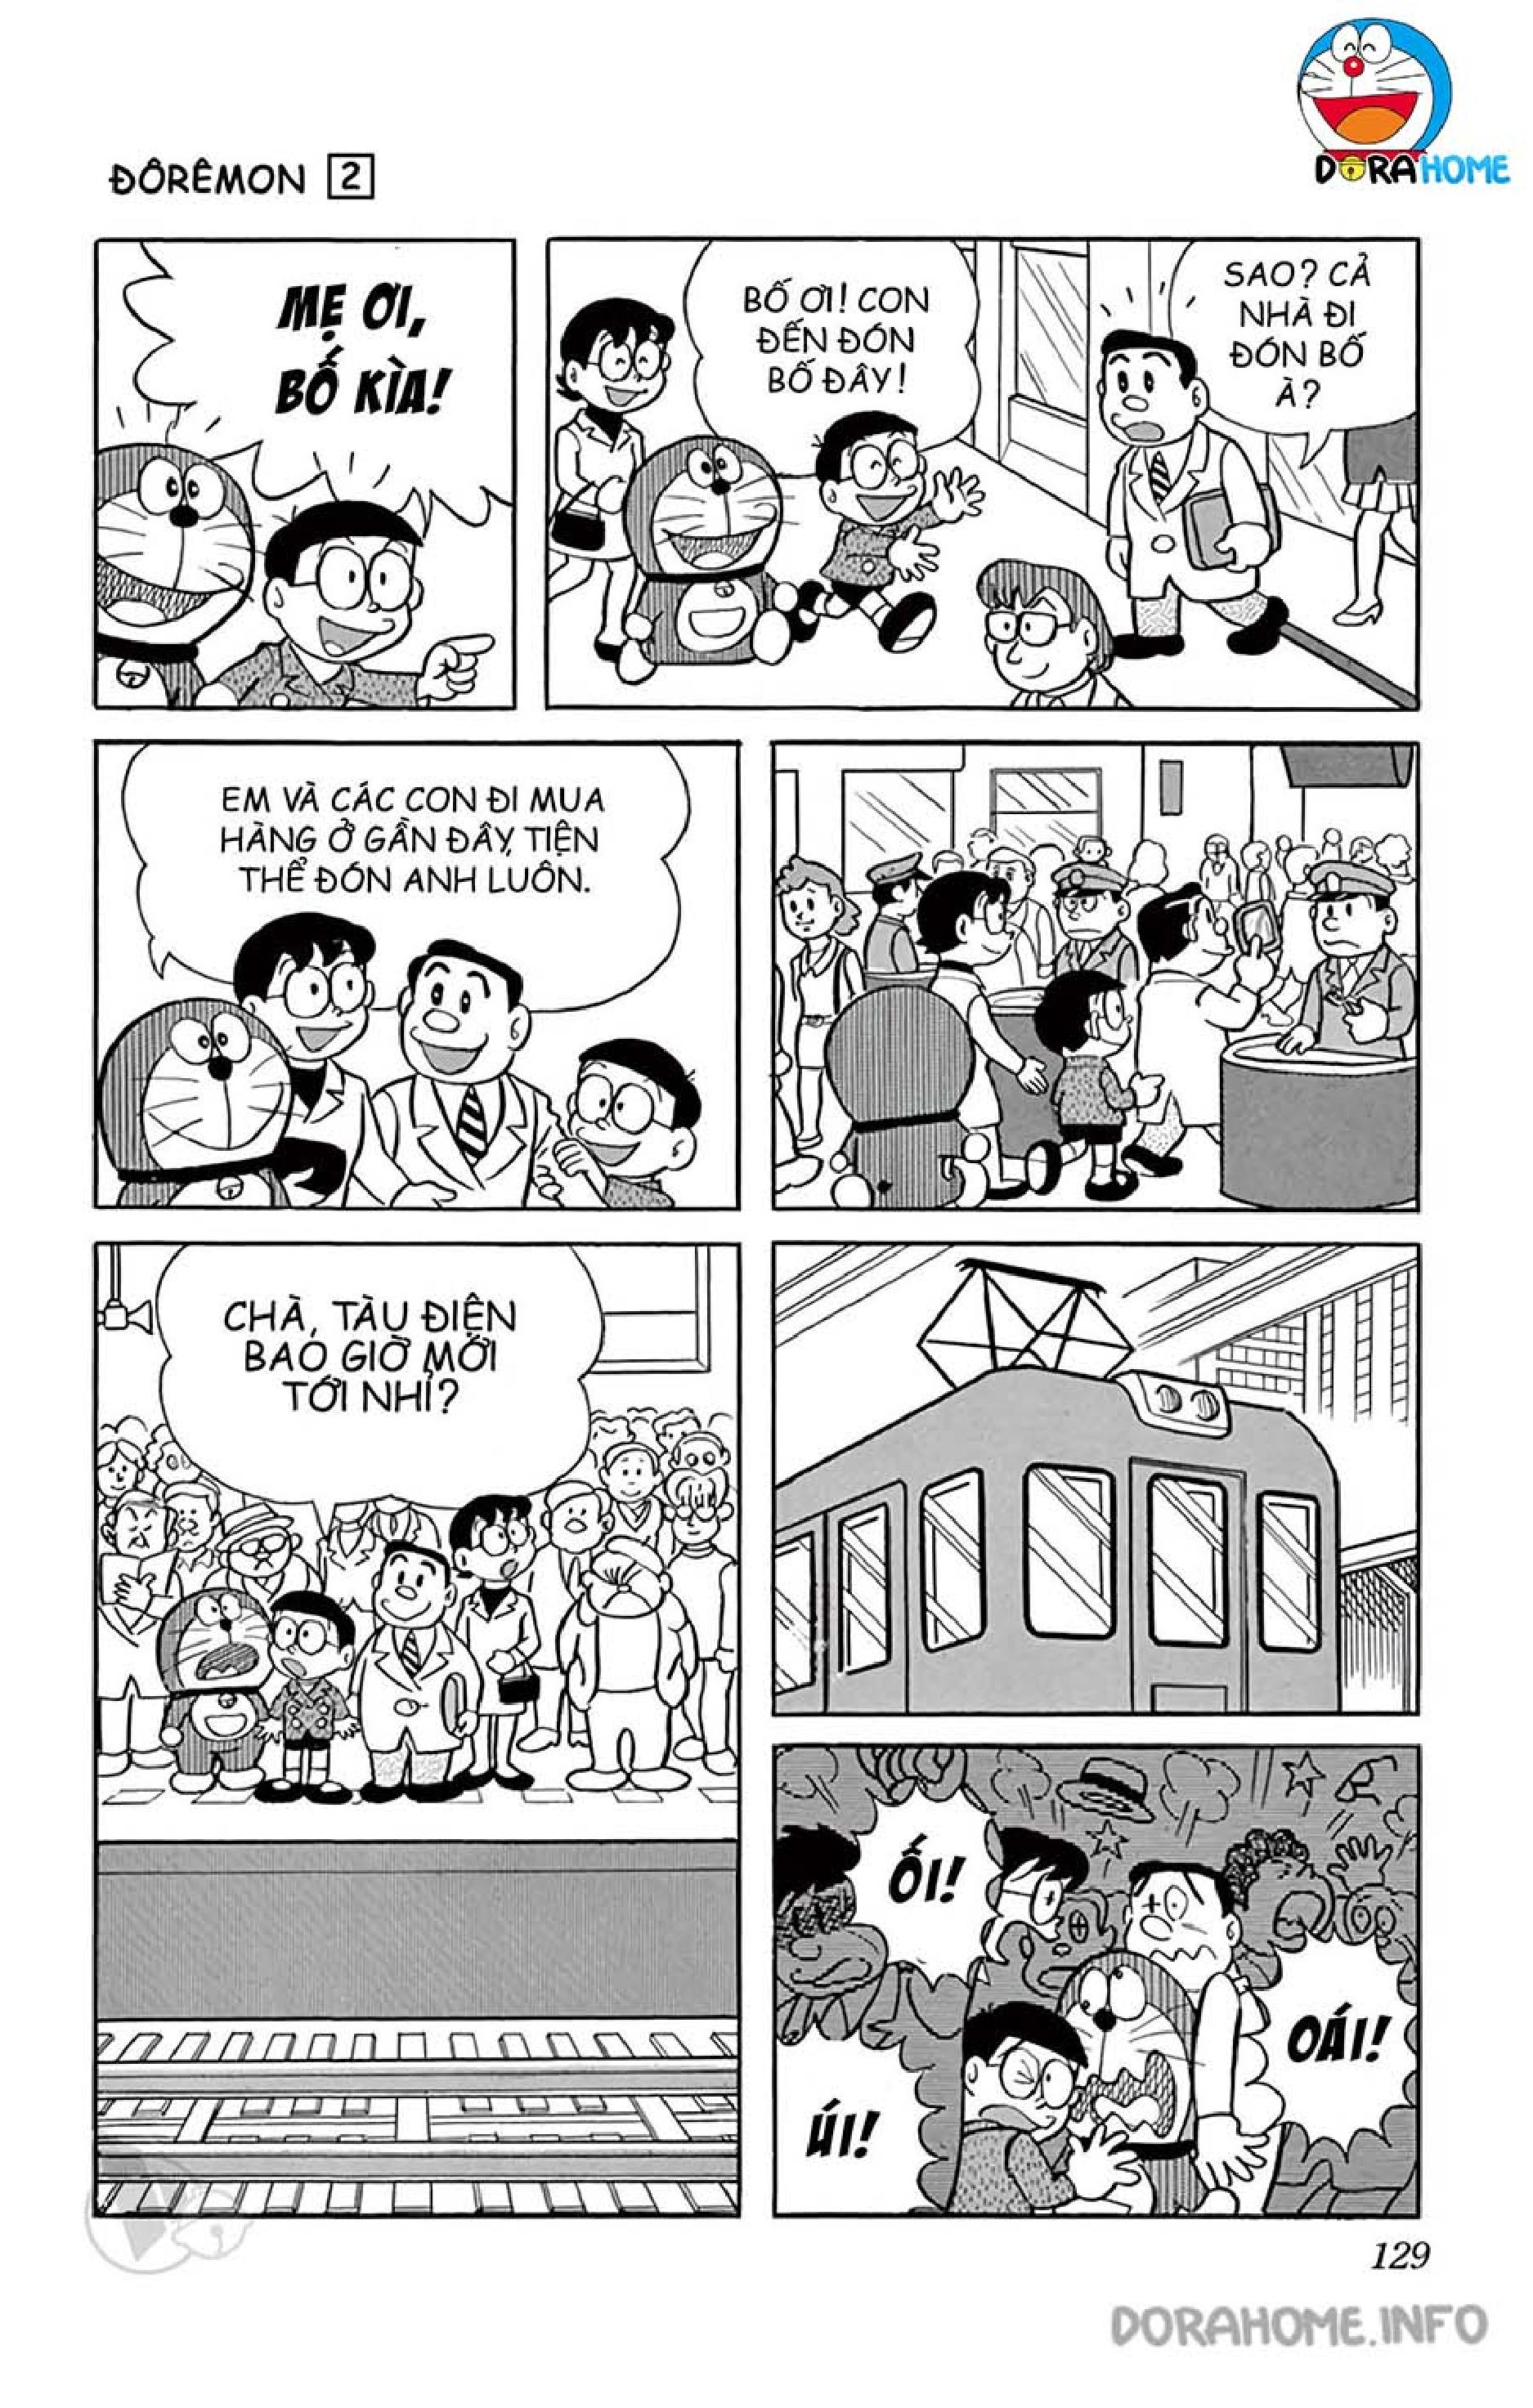 DORAHOME
ĐÔRÊMON 2
MẸ ƠI,
BỐ KÌA!
BỐ ƠI! CON
ĐẾN ĐÓN
BỐ ĐÂY!
SAO? CẢ
NHÀ ĐI
ĐÓN BỐ
À?
EM VÀ CÁC CON ĐI MUA
HÀNG Ở GẦN ĐÂY, TIỆN
THỂ ĐÓN ANH LUÔN.
CHÀ, TÀU ĐIỆN
BAO GIỜ MỚI
TỚI NHỈ?
ỐI!
OÁI!
ÚI!
129
DORAHOME.INFO